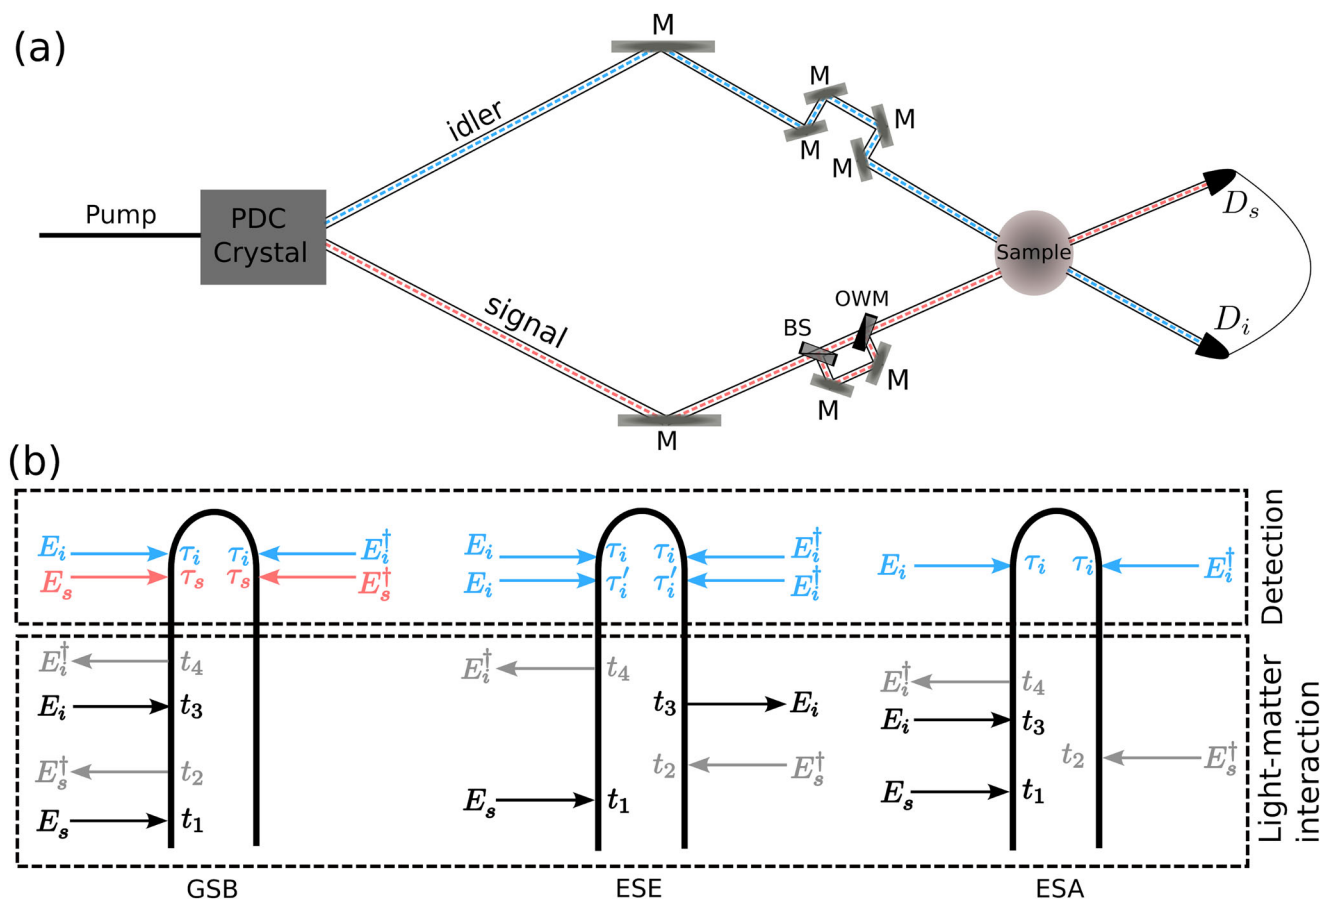 (a)
M
idler
M
M
M
M
Pump
PDC
Crystal
Sample
D_s
D_i
signal
BS
OWM
M
M
M
(b)
E_i
τ_i
τ_i
E_i^†
E_s
τ_s
τ_s
E_s^†
E_i^†
t_4
E_i
t_3
E_s^†
t_2
E_s
t_1
GSB
E_i
τ_i
τ_i
E_i^†
E_i
τ_i′
τ_i′
E_i^†
E_i^†
t_4
t_3
E_i
t_2
E_s^†
E_s
t_1
ESE
E_i
τ_i
τ_i
E_i^†
E_i^†
t_4
E_i
t_3
t_2
E_s^†
E_s
t_1
ESA
Detection
Light-matter
interaction